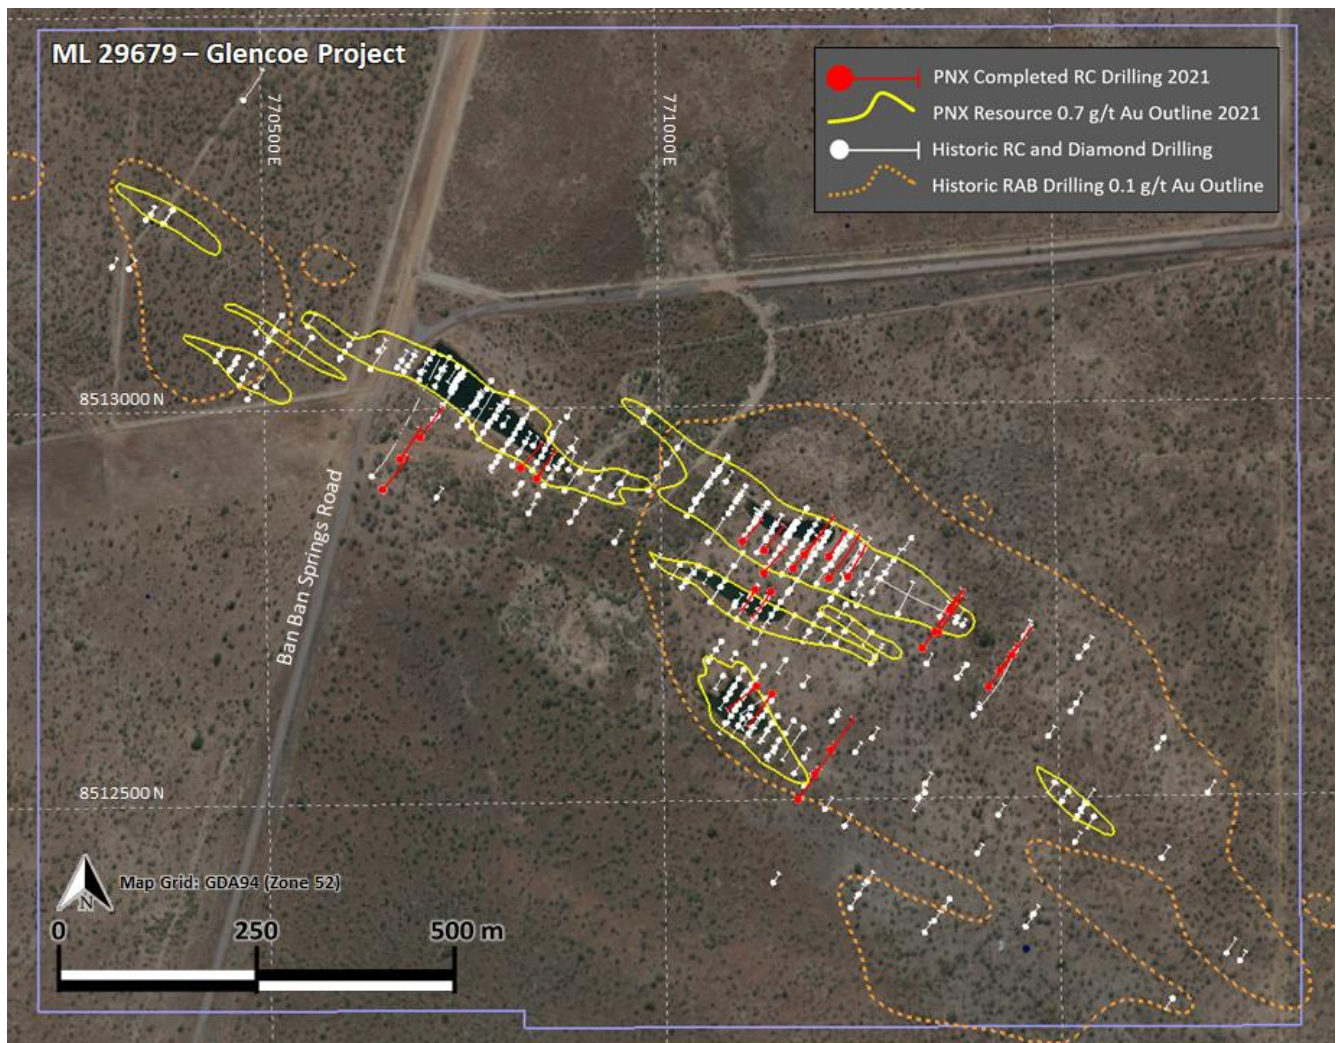 ML 29679 – Glencoe Project
PNX Completed RC Drilling 2021
PNX Resource 0.7 g/t Au Outline 2021
Historic RC and Diamond Drilling
Historic RAB Drilling 0.1 g/t Au Outline
770500 E
771000 E
8513000 N
Ban Ban Springs Road
8512500 N
Map Grid: GDA94 (Zone 52)
N
0 250 500 m